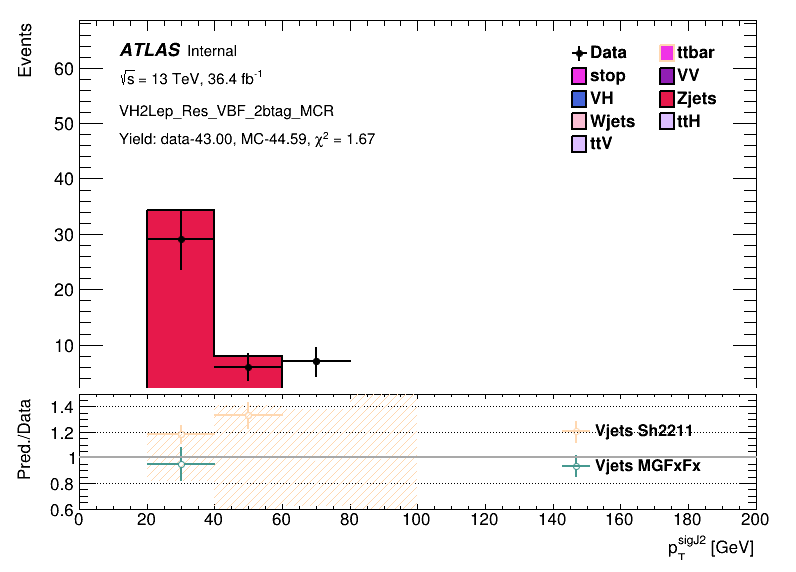 Events
ATLAS Internal
√s = 13 TeV, 36.4 fb⁻¹
VH2Lep_Res_VBF_2btag_MCR
Yield: data-43.00, MC-44.59, χ² = 1.67
Data
ttbar
stop
VV
VH
Zjets
Wjets
ttH
ttV
60
50
40
30
20
10
Pred./Data
1.4
1.2
1
0.8
0.6
Vjets Sh2211
Vjets MGFxFx
0 20 40 60 80 100 120 140 160 180 200
p_T^sigJ2 [GeV]